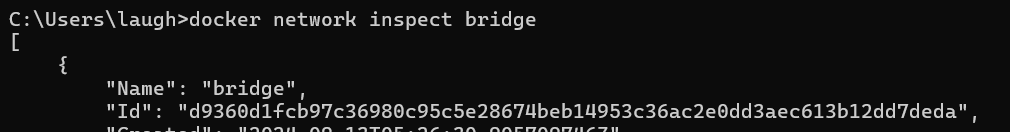 C:\Users\laugh>docker network inspect bridge
[
    {
        "Name": "bridge",
        "Id": "d9360d1fcb97c36980c95c5e28674beb14953c36ac2e0dd3aec613b12dd7deda",